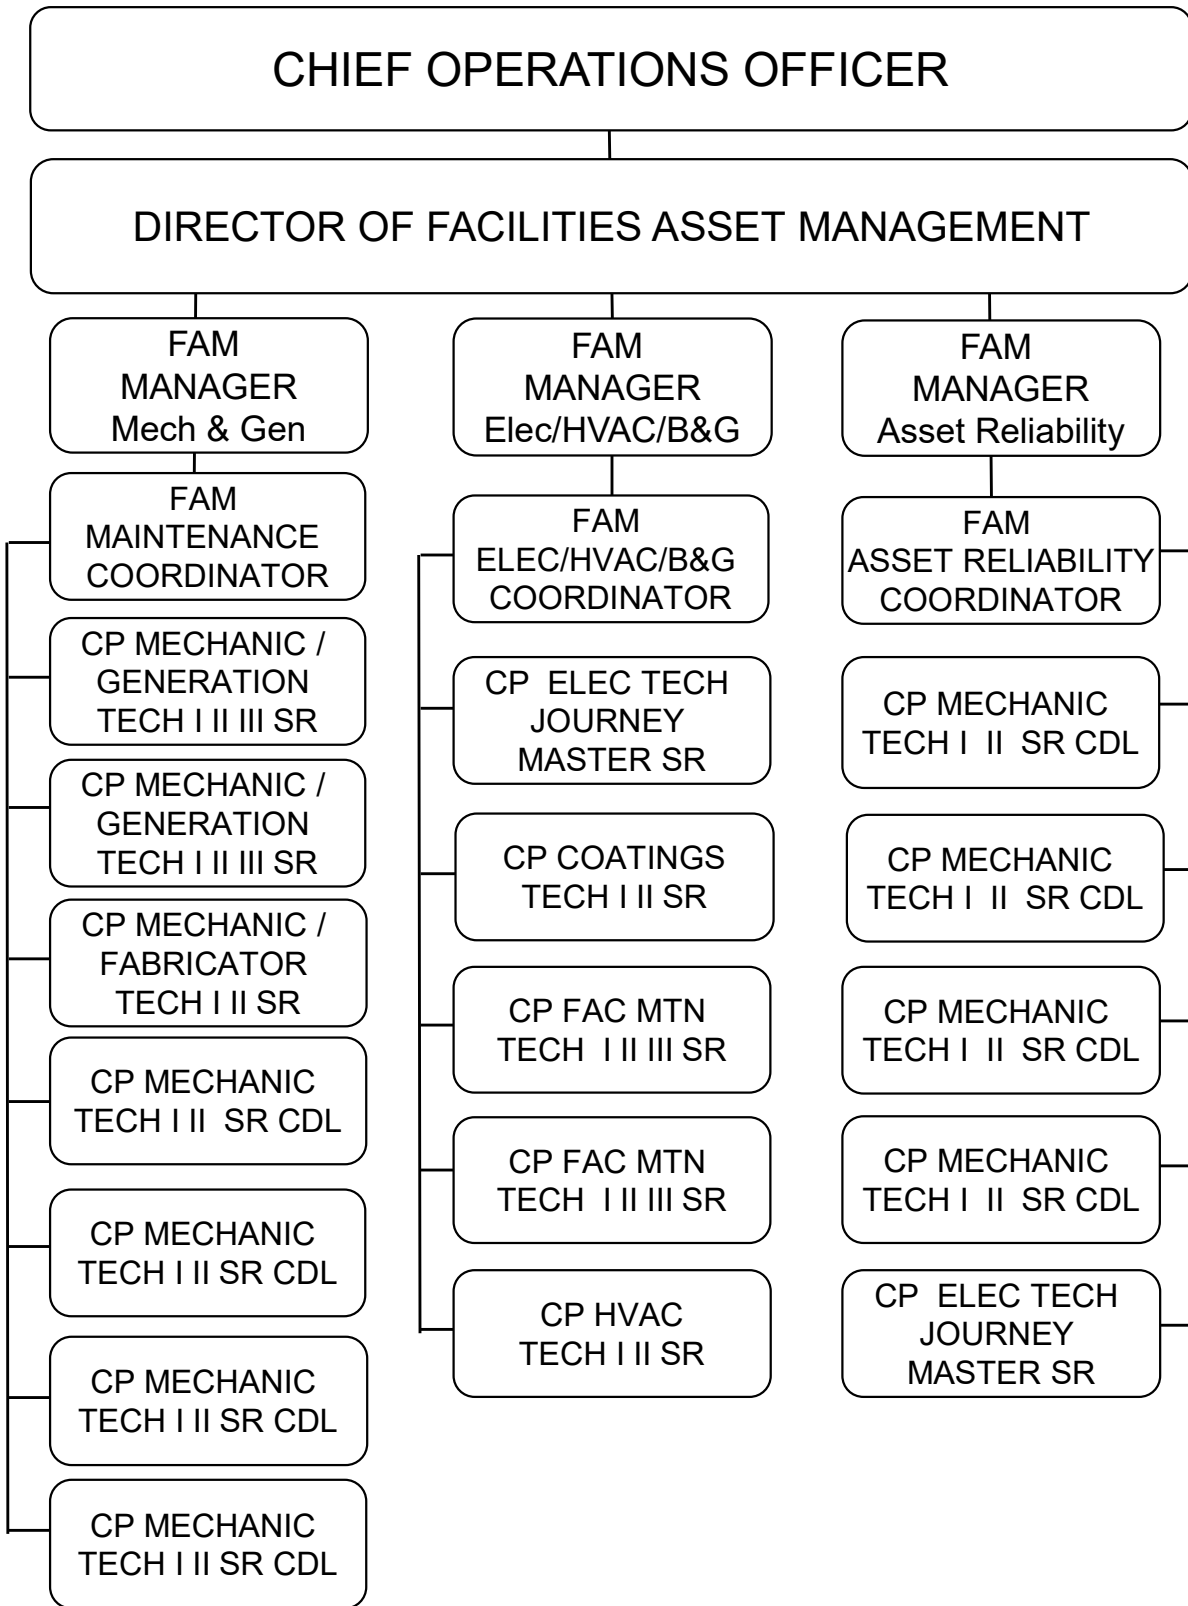 CHIEF OPERATIONS OFFICER
DIRECTOR OF FACILITIES ASSET MANAGEMENT
FAM
MANAGER
Mech & Gen
FAM
MAINTENANCE
COORDINATOR
CP MECHANIC /
GENERATION
TECH I II III SR
CP MECHANIC /
GENERATION
TECH I II III SR
CP MECHANIC /
FABRICATOR
TECH I II SR
CP MECHANIC
TECH I II SR CDL
CP MECHANIC
TECH I II SR CDL
CP MECHANIC
TECH I II SR CDL
CP MECHANIC
TECH I II SR CDL
FAM
MANAGER
Elec/HVAC/B&G
FAM
ELEC/HVAC/B&G
COORDINATOR
CP ELEC TECH
JOURNEY
MASTER SR
CP COATINGS
TECH I II SR
CP FAC MTN
TECH I II III SR
CP FAC MTN
TECH I II III SR
CP HVAC
TECH I II SR
FAM
MANAGER
Asset Reliability
FAM
ASSET RELIABILITY
COORDINATOR
CP MECHANIC
TECH I II SR CDL
CP MECHANIC
TECH I II SR CDL
CP MECHANIC
TECH I II SR CDL
CP MECHANIC
TECH I II SR CDL
CP ELEC TECH
JOURNEY
MASTER SR